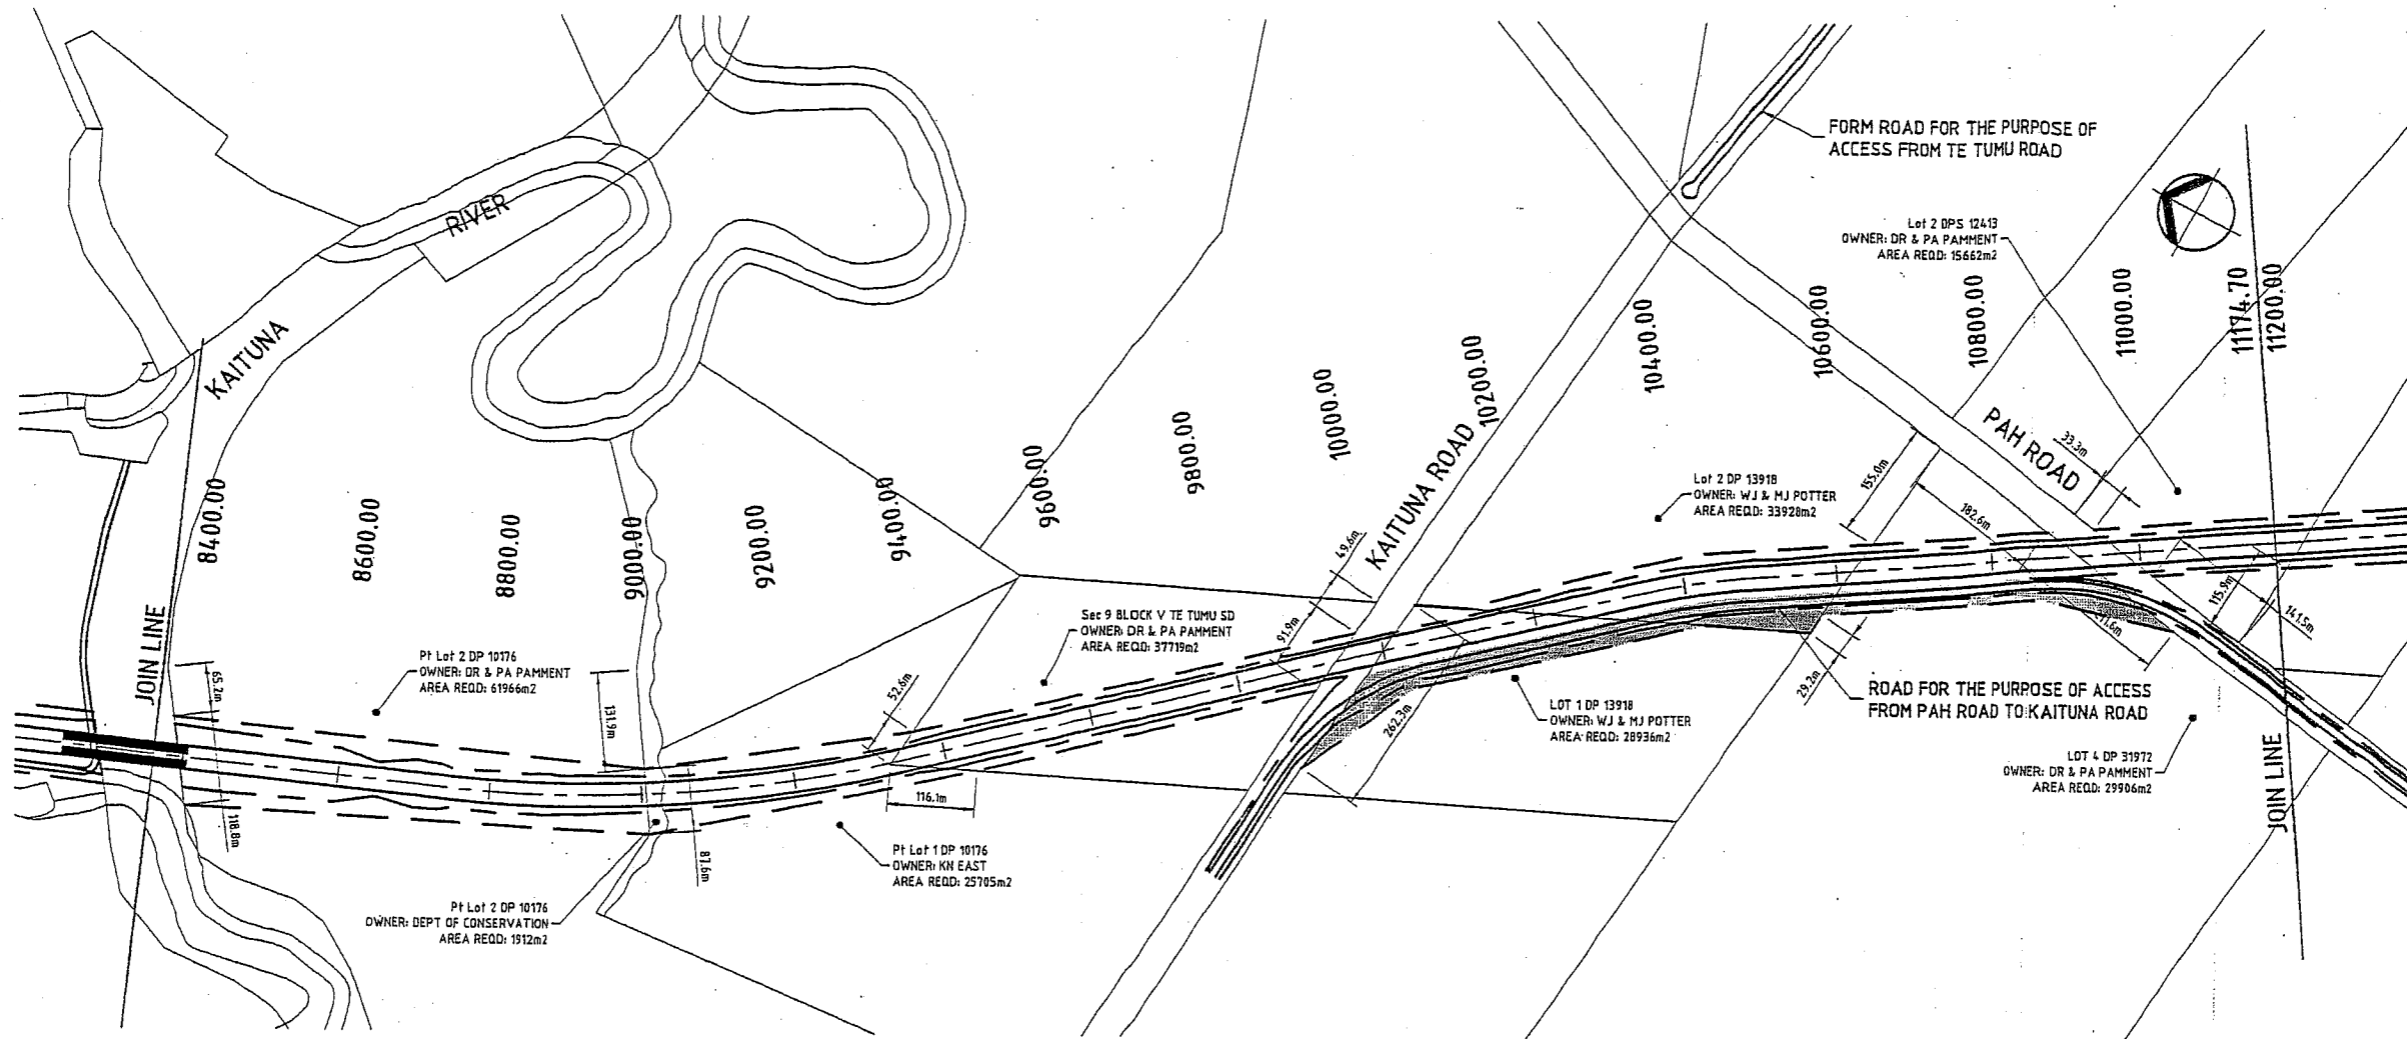 FORM ROAD FOR THE PURPOSE OF
ACCESS FROM TE TUMU ROAD
RIVER
KAITUNA
Lot 2 DPS 12413
OWNER: DR & PA PAMMENT
AREA REQD: 15662m2
8400.00
8600.00
8800.00
9000.00
9200.00
9400.00
9600.00
9800.00
10000.00
10200.00
10400.00
10600.00
10800.00
11000.00
11174.70
11200.00
KAITUNA ROAD
PAH ROAD
33.3m
155.0m
182.6m
Lot 2 DP 13918
OWNER: WJ & MJ POTTER
AREA REQD: 33928m2
49.6m
91.9m
Sec 9 BLOCK V TE TUMU SD
OWNER: DR & PA PAMMENT
AREA REQD: 37719m2
JOIN LINE
Pt Lot 2 DP 10176
OWNER: DR & PA PAMMENT
AREA REQD: 61966m2
65.2m
131.9m
52.6m
115.9m
141.5m
29.2m
ROAD FOR THE PURPOSE OF ACCESS
FROM PAH ROAD TO KAITUNA ROAD
LOT 1 DP 13918
OWNER: WJ & MJ POTTER
AREA REQD: 28936m2
262.3m
LOT 4 DP 31972
OWNER: DR & PA PAMMENT
AREA REQD: 29906m2
JOIN LINE
118.8m
116.1m
87.6m
Pt Lot 1 DP 10176
OWNER: KN EAST
AREA REQD: 25705m2
Pt Lot 2 DP 10176
OWNER: DEPT OF CONSERVATION
AREA REQD: 1912m2